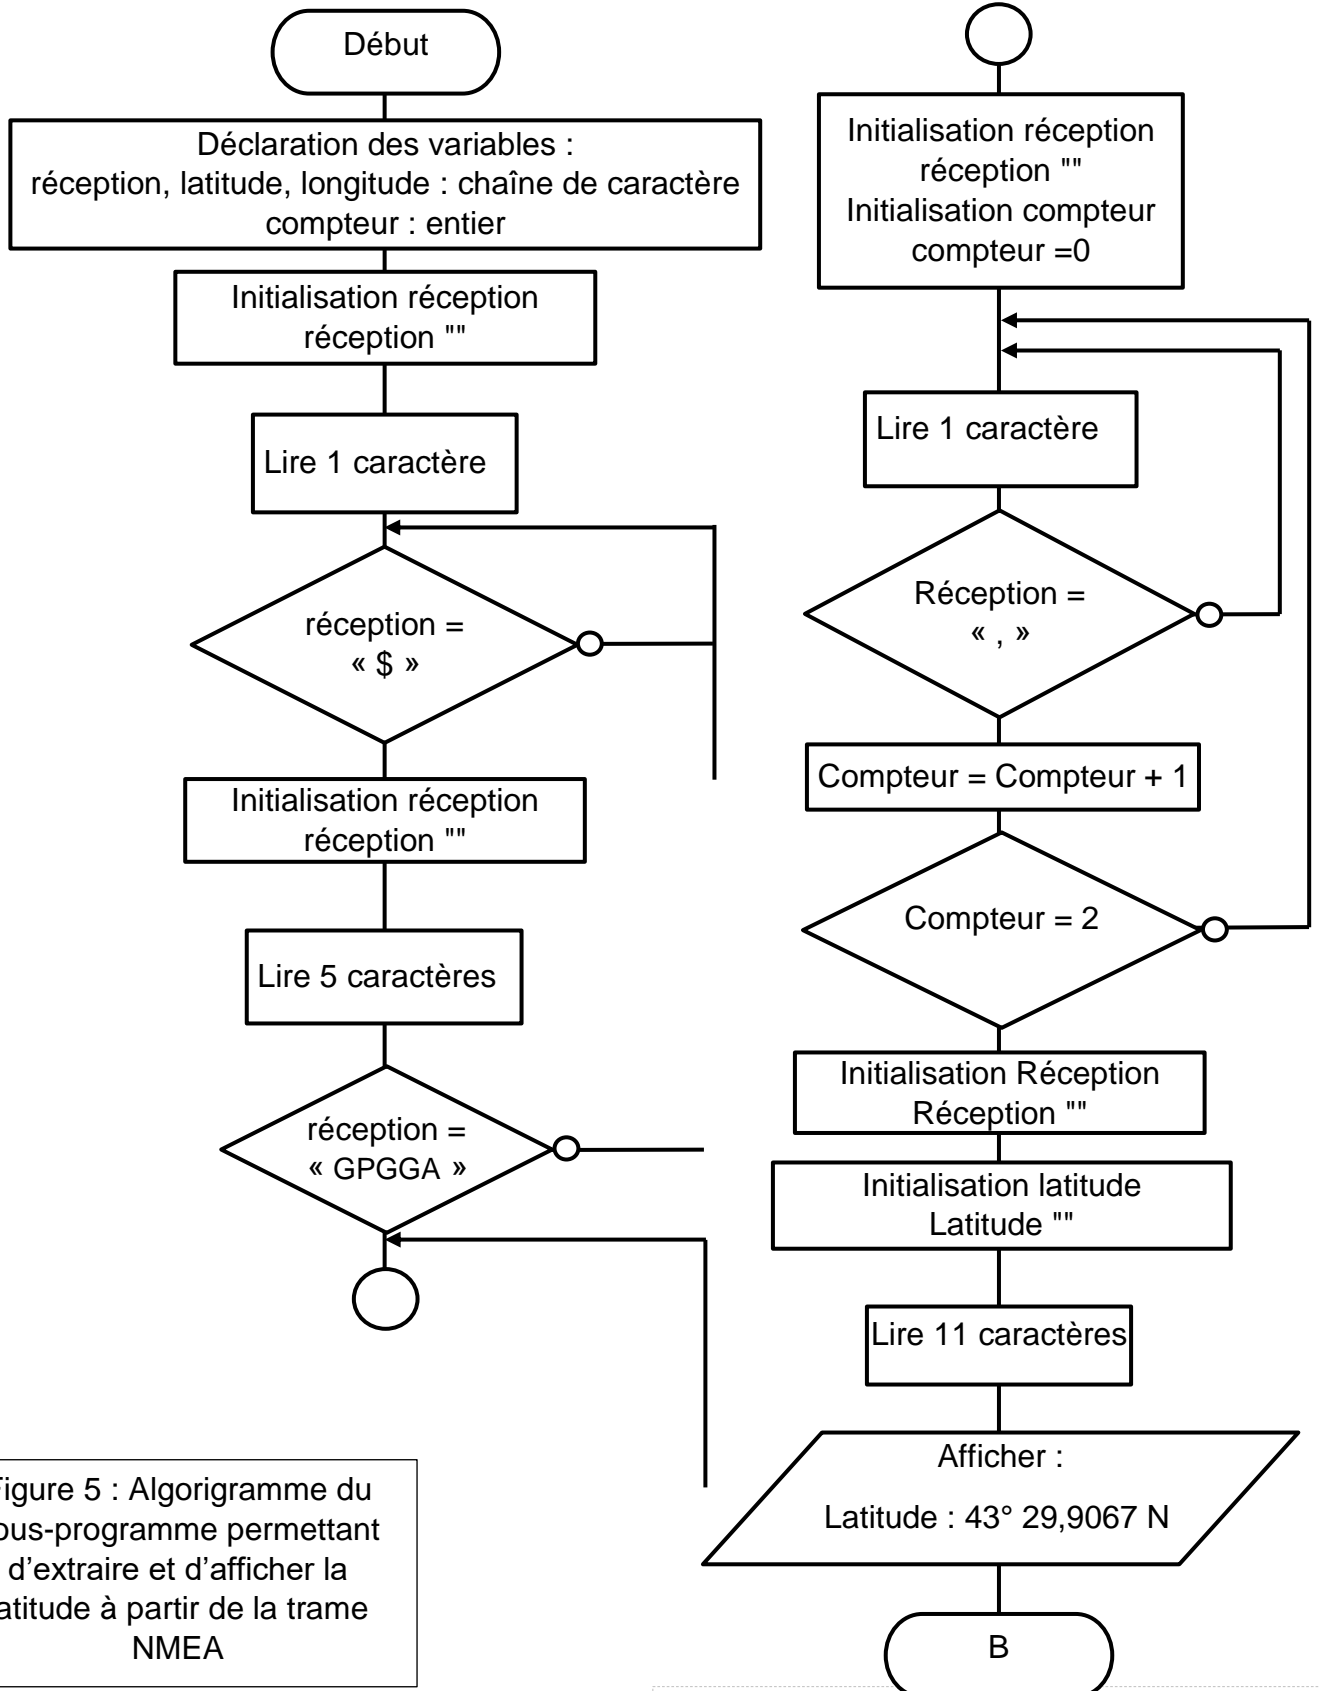 Début
Déclaration des variables :
réception, latitude, longitude : chaîne de caractère
compteur : entier
Initialisation réception
réception ""
Lire 1 caractère
réception =
« $ »
Initialisation réception
réception ""
Lire 5 caractères
réception =
« GPGGA »
Figure 5 : Algorigramme du
sous-programme permettant
d'extraire et d'afficher la
latitude à partir de la trame
NMEA
Initialisation réception
réception ""
Initialisation compteur
compteur =0
Lire 1 caractère
Réception =
« , »
Compteur = Compteur + 1
Compteur = 2
Initialisation Réception
Réception ""
Initialisation latitude
Latitude ""
Lire 11 caractères
Afficher :
Latitude : 43° 29,9067 N
B